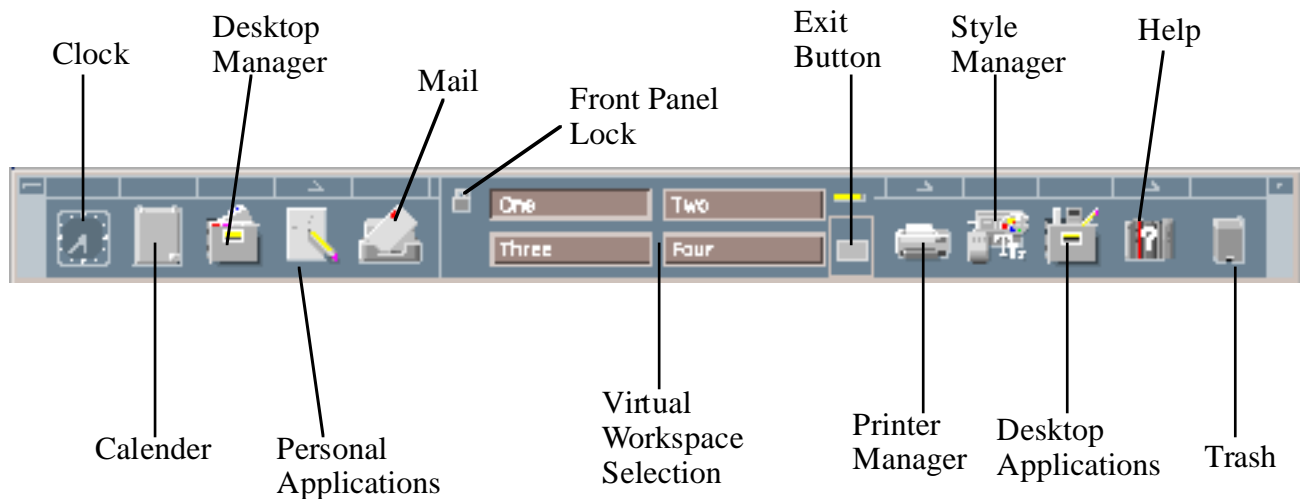 Clock
Desktop
Manager
Mail
Front Panel
Lock
Exit
Button
Style
Manager
Help
One
Two
Three
Four
?
Calender
Personal
Applications
Virtual
Workspace
Selection
Printer
Manager
Desktop
Applications
Trash